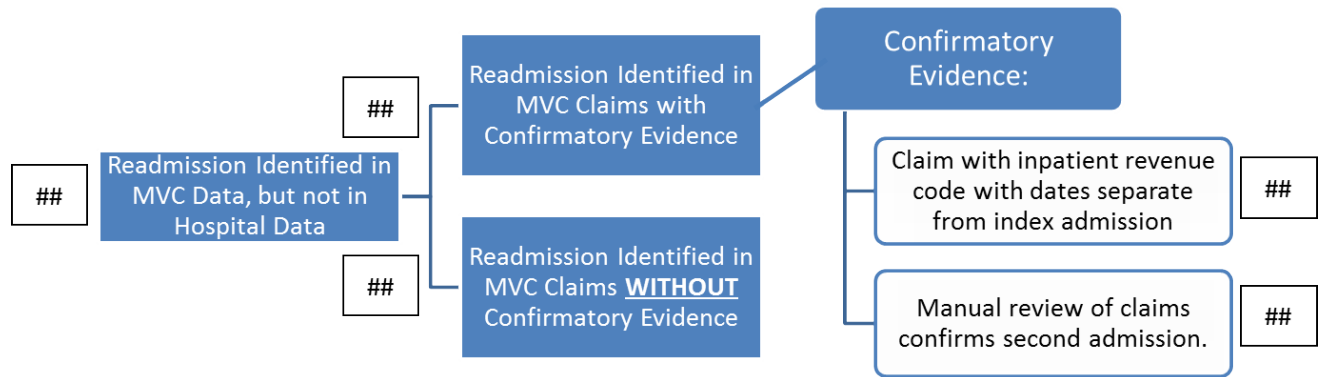 ##
Readmission Identified in
MVC Data, but not in
Hospital Data
##
Readmission Identified in
MVC Claims with
Confirmatory Evidence
##
Readmission Identified in
MVC Claims WITHOUT
Confirmatory Evidence
Confirmatory
Evidence:
Claim with inpatient revenue
code with dates separate
from index admission
##
Manual review of claims
confirms second admission.
##